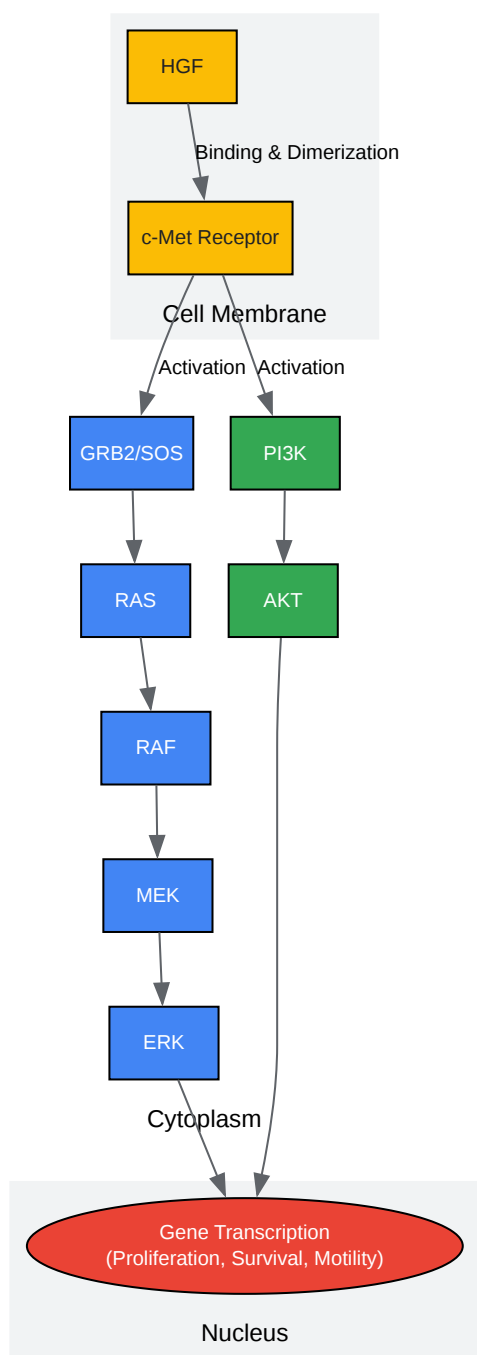 HGF
Binding & Dimerization
c-Met Receptor
Cell Membrane
Activation
Activation
GRB2/SOS
PI3K
RAS
AKT
RAF
MEK
ERK
Cytoplasm
Gene Transcription
(Proliferation, Survival, Motility)
Nucleus